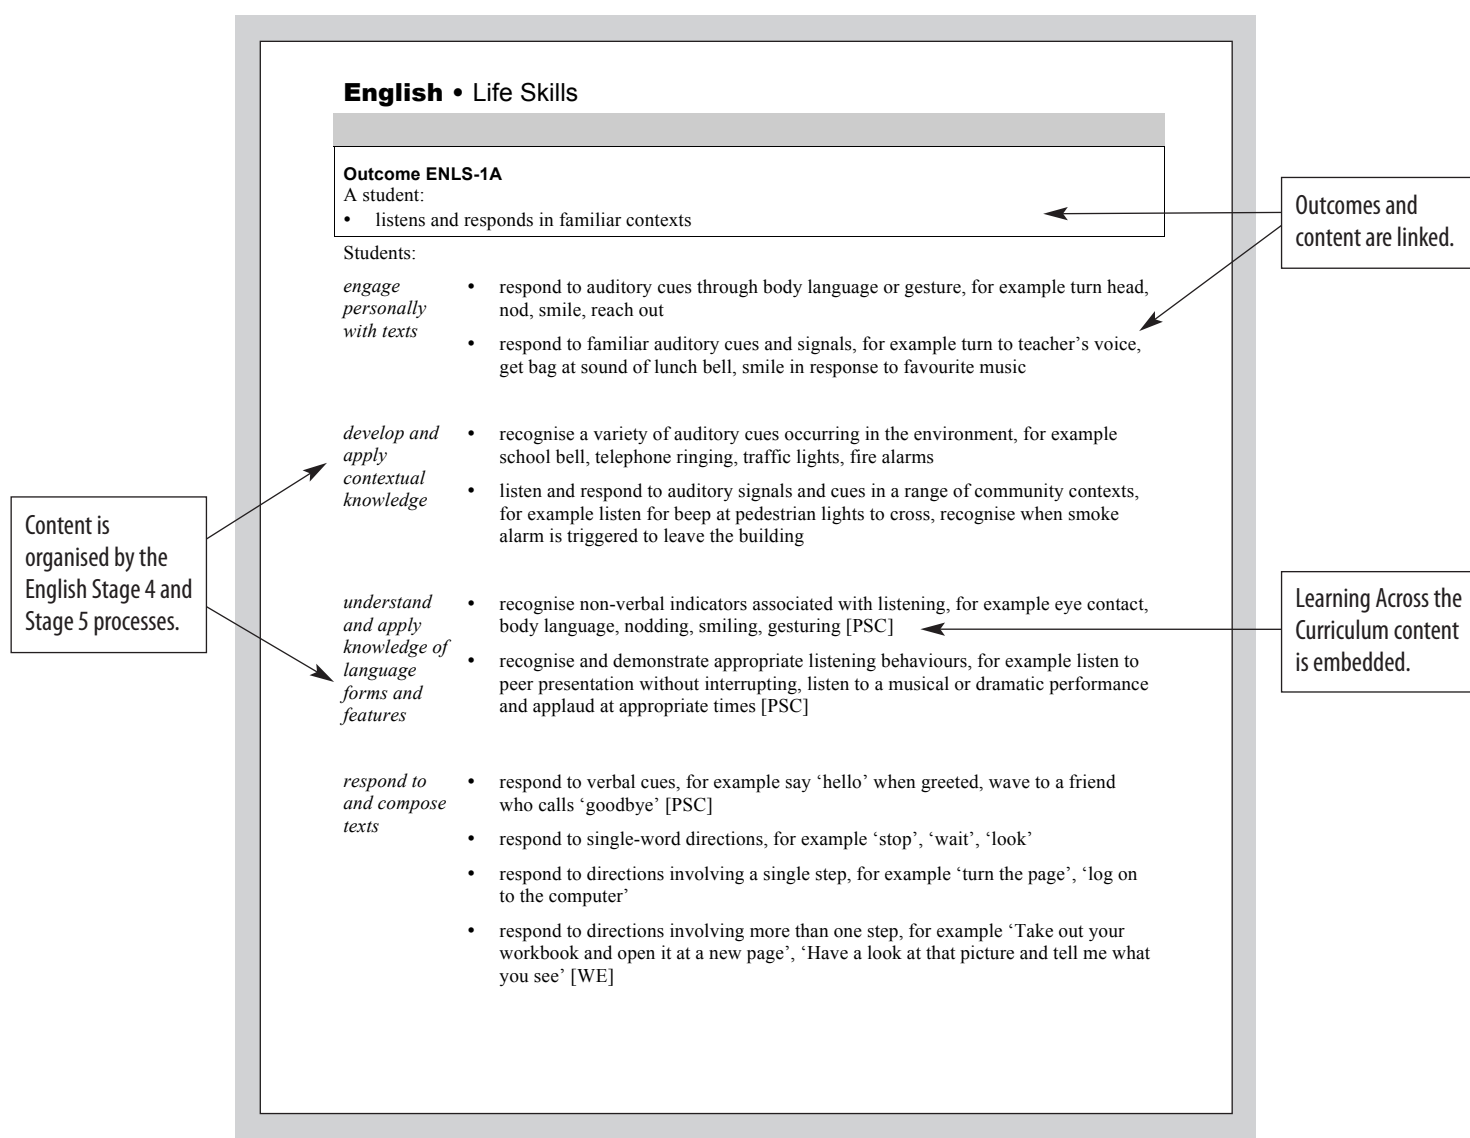 English • Life Skills
Outcome ENLS-1A
A student:
• listens and responds in familiar contexts
Outcomes and
content are linked.
Students:
engage
personally
with texts
• respond to auditory cues through body language or gesture, for example turn head,
nod, smile, reach out
• respond to familiar auditory cues and signals, for example turn to teacher’s voice,
get bag at sound of lunch bell, smile in response to favourite music
develop and
apply
contextual
knowledge
• recognise a variety of auditory cues occurring in the environment, for example
school bell, telephone ringing, traffic lights, fire alarms
• listen and respond to auditory signals and cues in a range of community contexts,
for example listen for beep at pedestrian lights to cross, recognise when smoke
alarm is triggered to leave the building
Content is
organised by the
English Stage 4 and
Stage 5 processes.
understand
and apply
knowledge of
language
forms and
features
• recognise non-verbal indicators associated with listening, for example eye contact,
body language, nodding, smiling, gesturing [PSC]
• recognise and demonstrate appropriate listening behaviours, for example listen to
peer presentation without interrupting, listen to a musical or dramatic performance
and applaud at appropriate times [PSC]
Learning Across the
Curriculum content
is embedded.
respond to
and compose
texts
• respond to verbal cues, for example say ‘hello’ when greeted, wave to a friend
who calls ‘goodbye’ [PSC]
• respond to single-word directions, for example ‘stop’, ‘wait’, ‘look’
• respond to directions involving a single step, for example ‘turn the page’, ‘log on
to the computer’
• respond to directions involving more than one step, for example ‘Take out your
workbook and open it at a new page’, ‘Have a look at that picture and tell me what
you see’ [WE]